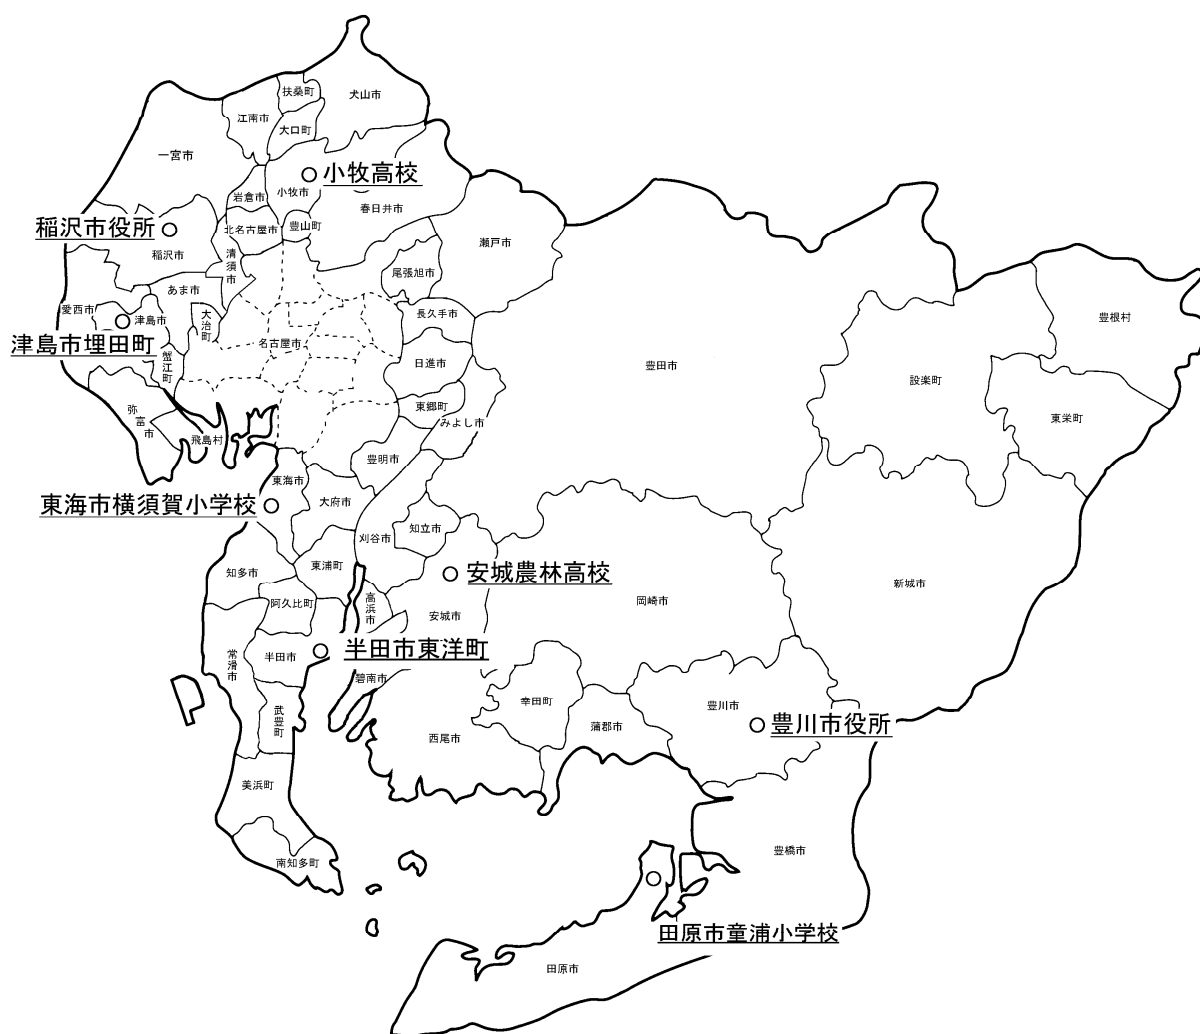 扶桑町
犬山市
江南市
大口町
一宮市
小牧高校
小牧市
岩倉市
春日井市
稲沢市役所
北名古屋市
豊山町
瀬戸市
稲沢市
清須市
尾張旭市
あま市
愛西市
津島市
大治町
長久手市
豊根村
津島市埋田町
名古屋市
蟹江町
日進市
豊田市
設楽町
弥富市
東郷町
みよし市
東栄町
飛島村
豊明市
東海市
東海市横須賀小学校
大府市
刈谷市
知立市
知多市
東浦町
安城農林高校
新城市
阿久比町
高浜市
安城市
岡崎市
半田市東洋町
常滑市
半田市
碧南市
武豊町
幸田町
豊川市
西尾市
蒲郡市
豊川市役所
美浜町
南知多町
豊橋市
田原市童浦小学校
田原市